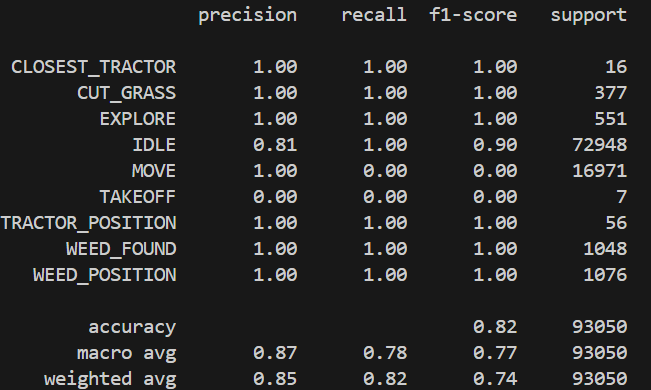 precision recall f1-score support
CLOSEST_TRACTOR 1.00 1.00 1.00 16
CUT_GRASS 1.00 1.00 1.00 377
EXPLORE 1.00 1.00 1.00 551
IDLE 0.81 1.00 0.90 72948
MOVE 1.00 0.00 0.00 16971
TAKEOFF 0.00 0.00 0.00 7
TRACTOR_POSITION 1.00 1.00 1.00 56
WEED_FOUND 1.00 1.00 1.00 1048
WEED_POSITION 1.00 1.00 1.00 1076
accuracy 0.82 93050
macro avg 0.87 0.78 0.77 93050
weighted avg 0.85 0.82 0.74 93050